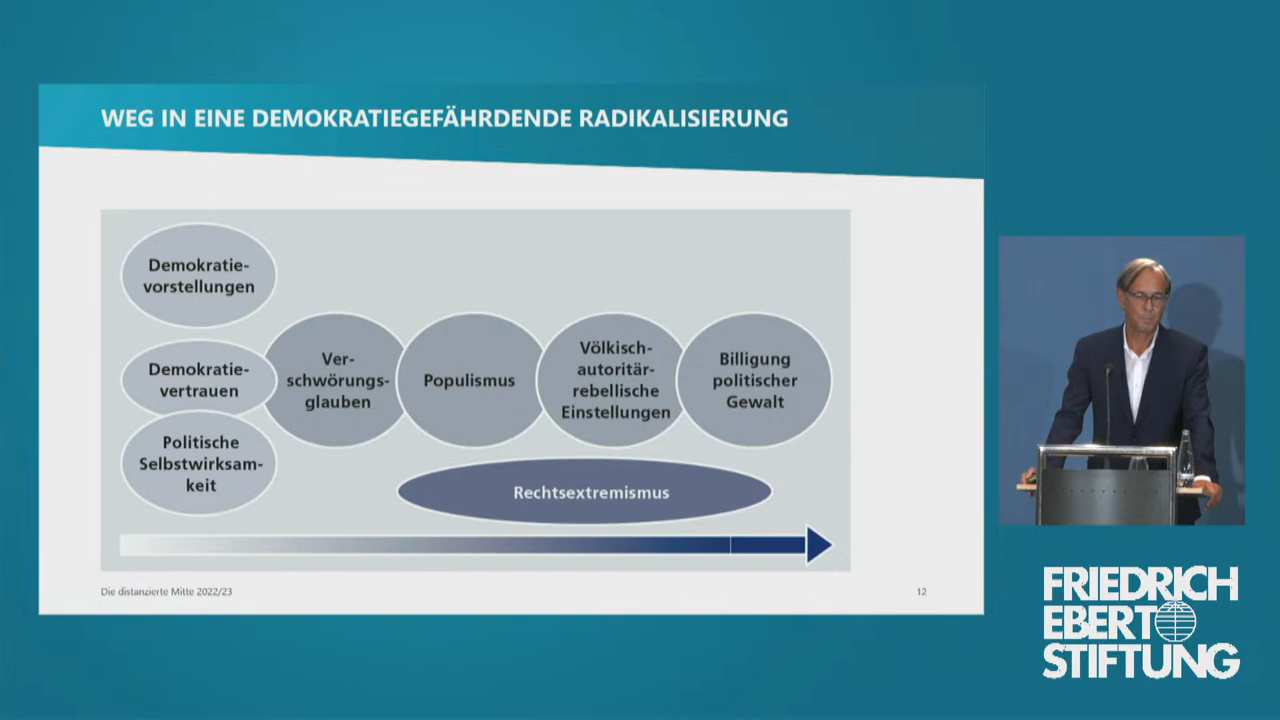 WEG IN EINE DEMOKRATIEGEFÄHRDENDE RADIKALISIERUNG
Demokratie-
vorstellungen
Demokratie-
vertrauen
Politische
Selbstwirksam-
keit
Ver-
schwörungs-
glauben
Populismus
Völkisch-
autoritär-
rebellische
Einstellungen
Billigung
politischer
Gewalt
Rechtsextremismus
Die distanzierte Mitte 2022/23
12
FRIEDRICH
EBERT
STIFTUNG